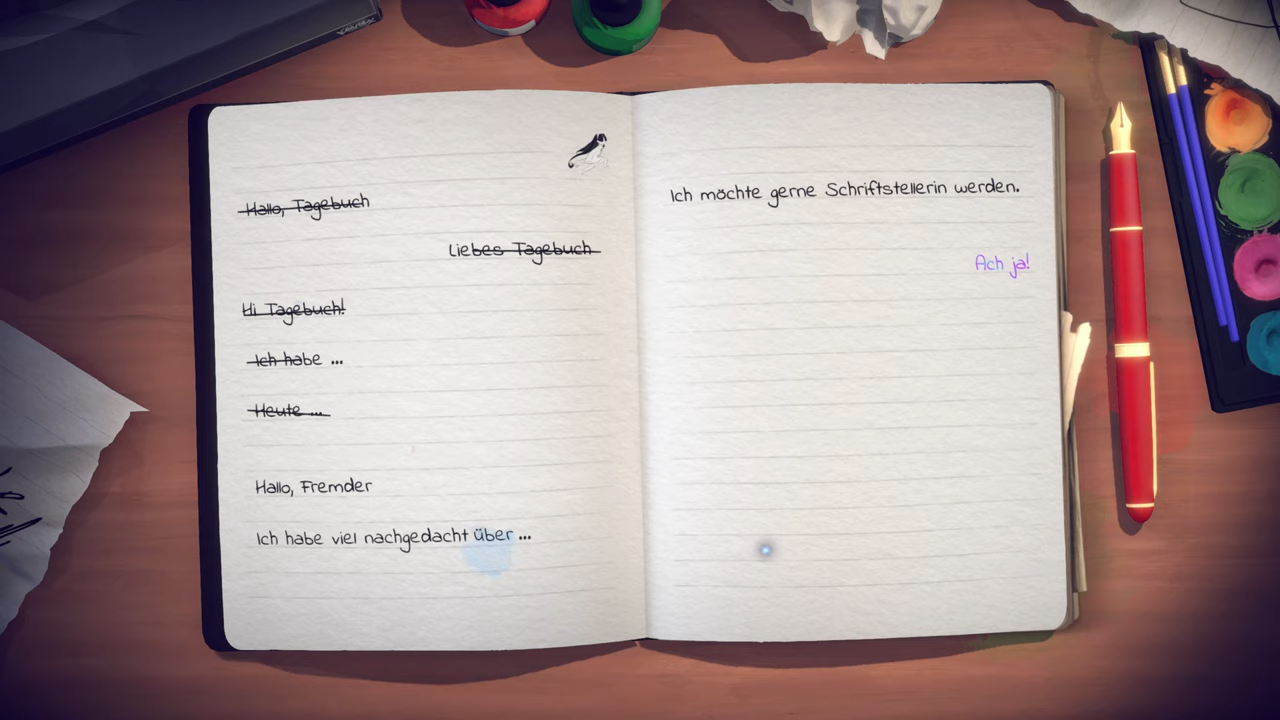 Hallo, Tagebuch
Liebes Tagebuch
Hi Tagebuch!
Ich habe ...
Heute ...
Hallo, Fremder
Ich habe viel nachgedacht über ...
Ich möchte gerne Schriftstellerin werden.
Ach ja!